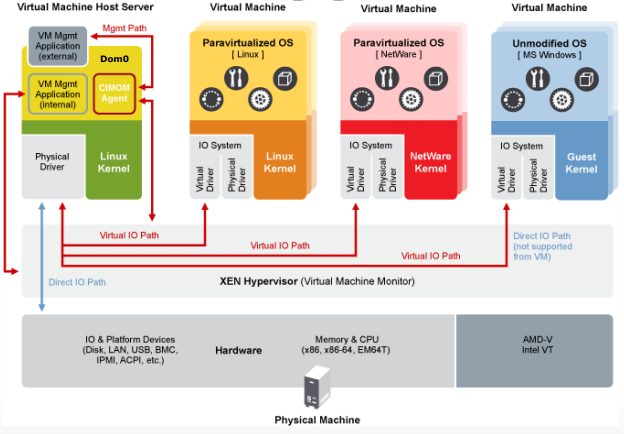 Virtual Machine Host Server
Virtual Machine
Virtual Machine
Virtual Machine
VM Mgmt
Application
(external)
Mgmt Path
Dom0
VM Mgmt
Application
(internal)
CIMOM
Agent
Physical
Driver
Linux
Kernel
Paravirtualized OS
[ Linux ]
IO System
Virtual
Driver
Physical
Driver
Linux
Kernel
Paravirtualized OS
[ NetWare ]
IO System
Virtual
Driver
Physical
Driver
NetWare
Kernel
Unmodified OS
[ MS Windows ]
IO System
Virtual
Driver
Physical
Driver
Guest
Kernel
Virtual IO Path
Virtual IO Path
Virtual IO Path
Direct IO Path
(not supported
from VM)
Direct IO Path
XEN Hypervisor (Virtual Machine Monitor)
IO & Platform Devices
(Disk, LAN, USB, BMC,
IPMI, ACPI, etc.)
Hardware
Memory & CPU
(x86, x86-64, EM64T)
AMD-V
Intel VT
Physical Machine